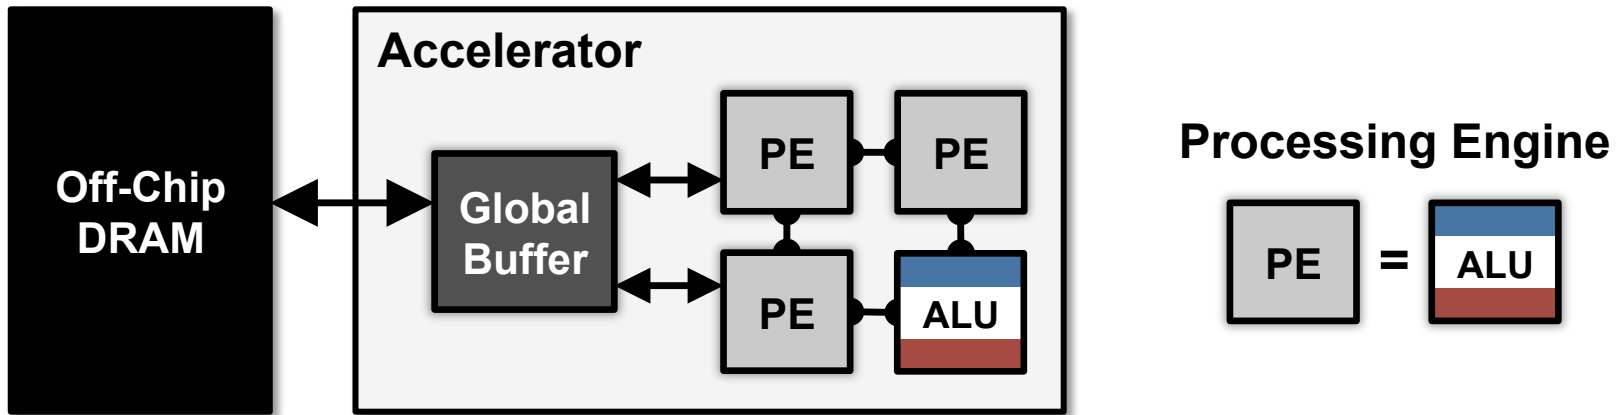 Accelerator
Off-Chip
DRAM
Global
Buffer
PE
PE
PE
ALU
Processing Engine
PE
=
ALU